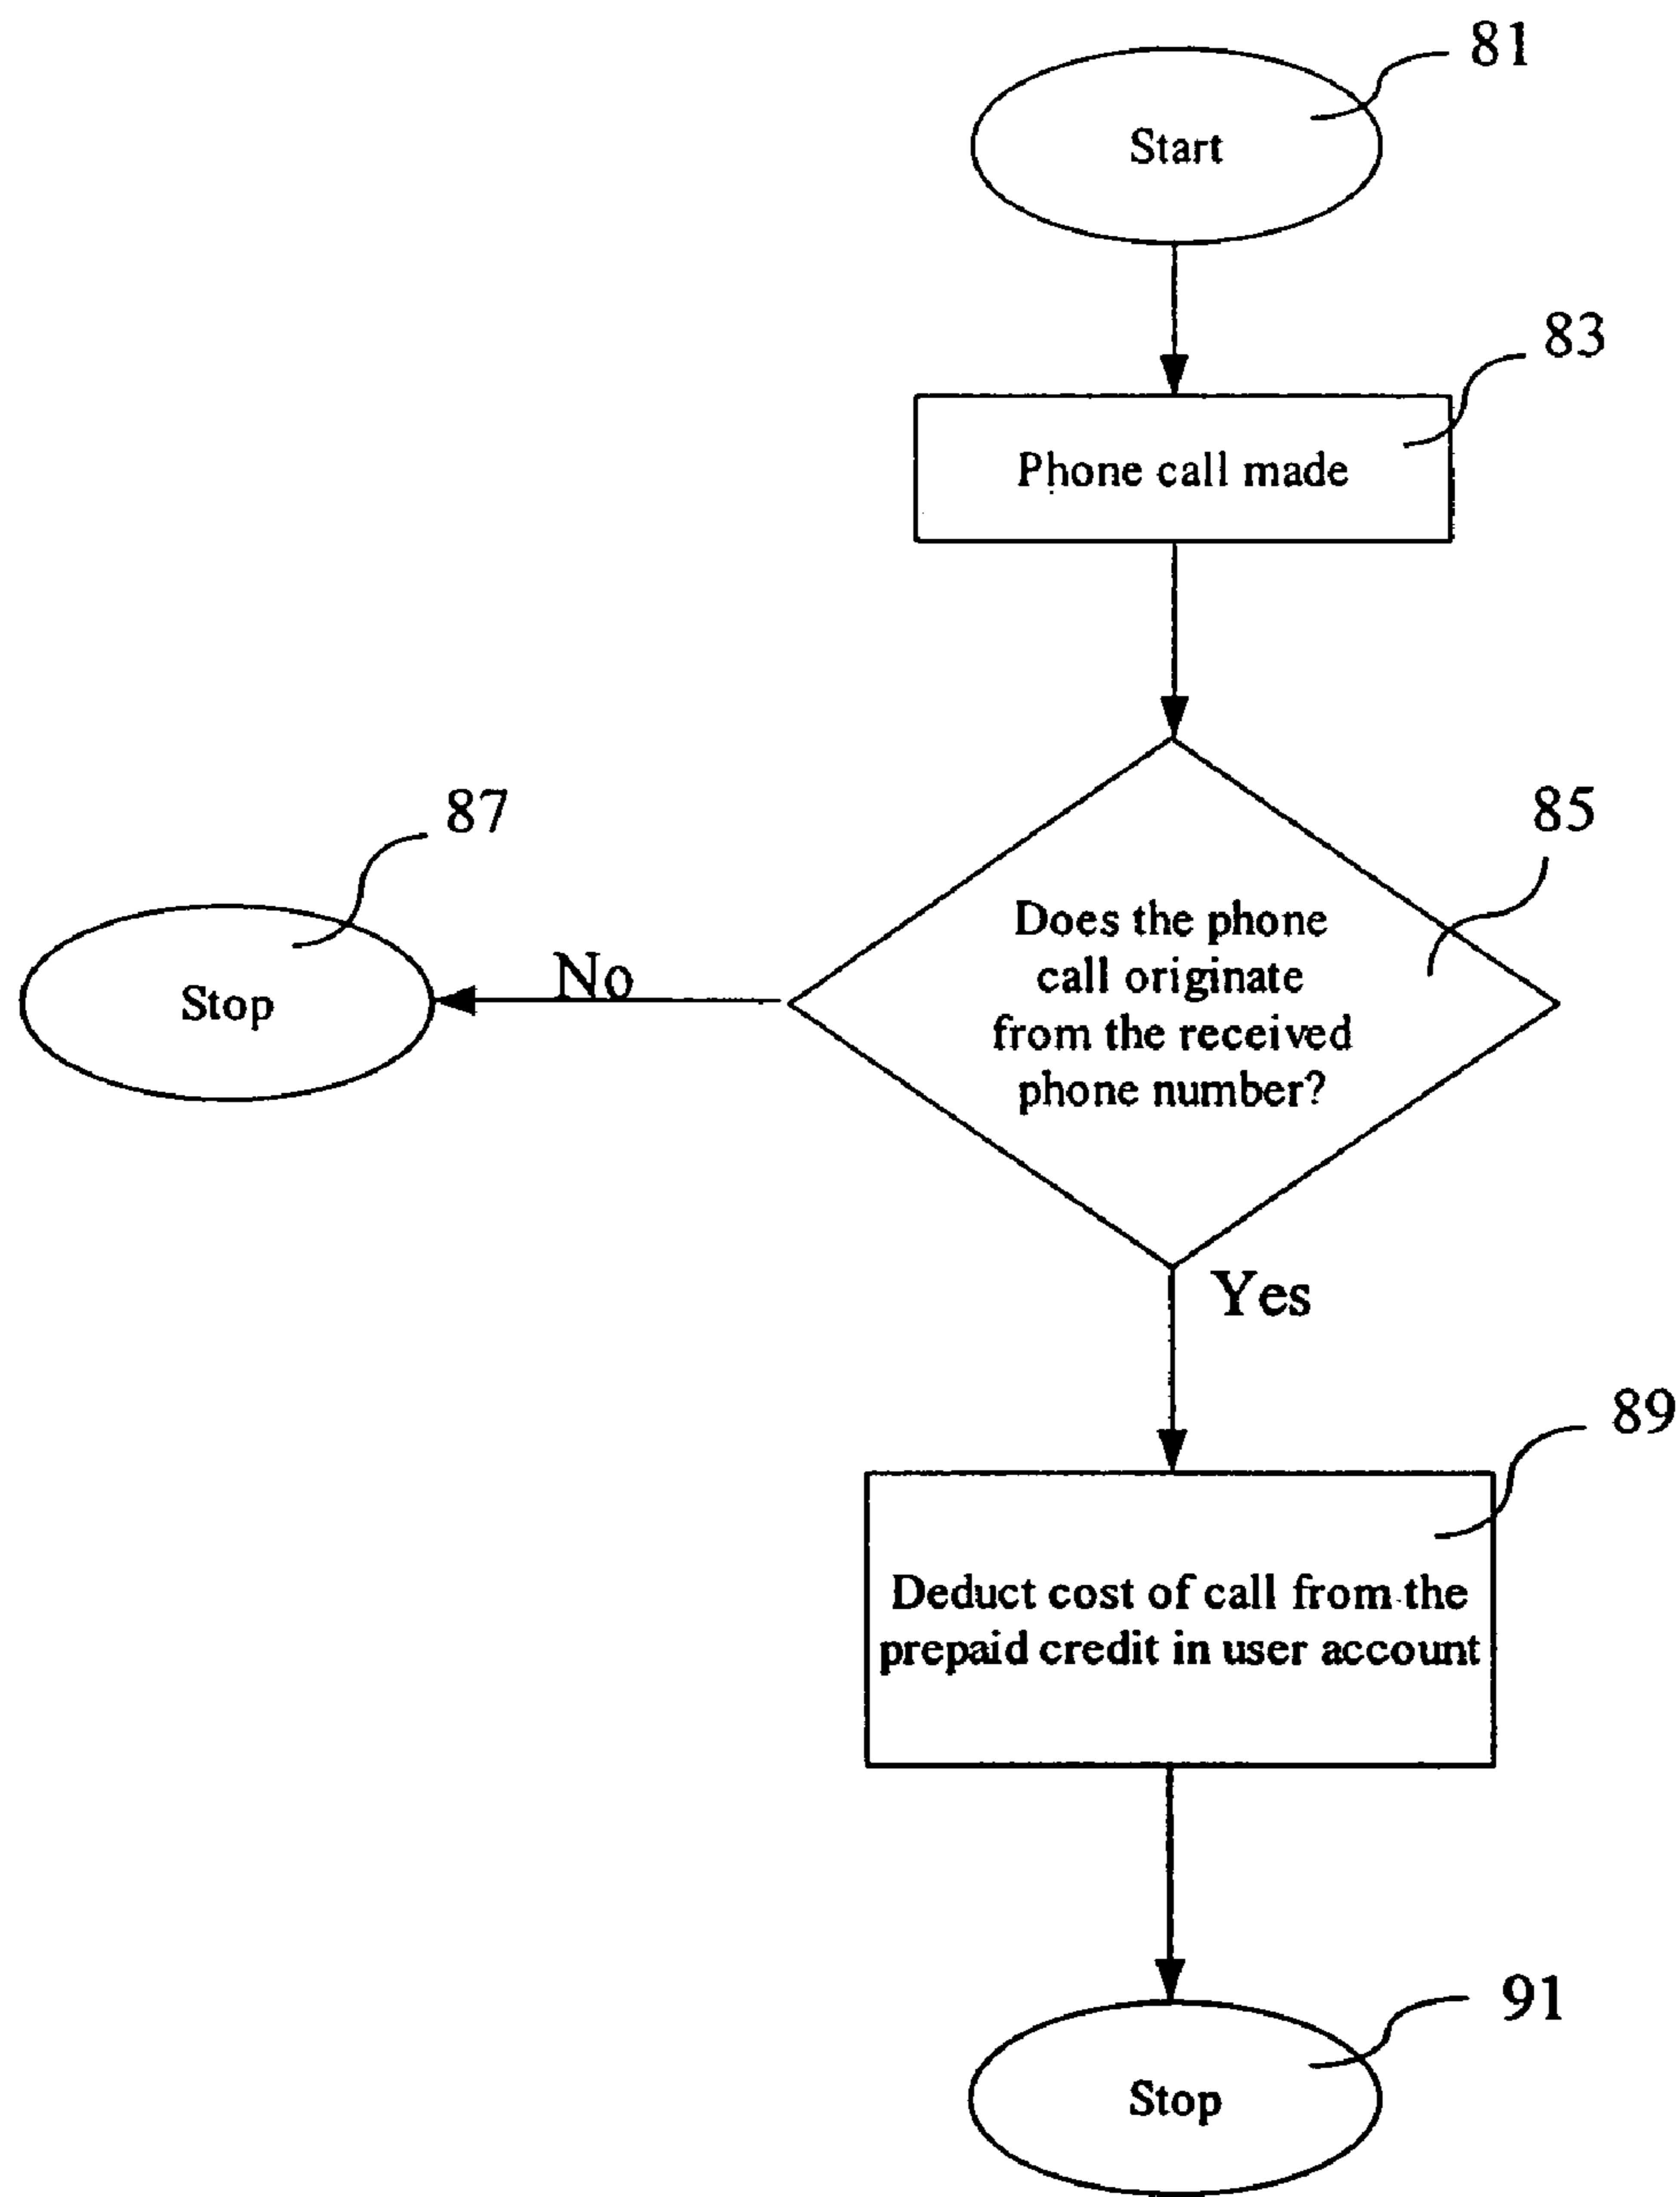 81
Start
83
Phone call made
87
85
Does the phone
call originate
from the received
phone number?
No
Stop
Yes
89
Deduct cost of call from the
prepaid credit in user account
91
Stop